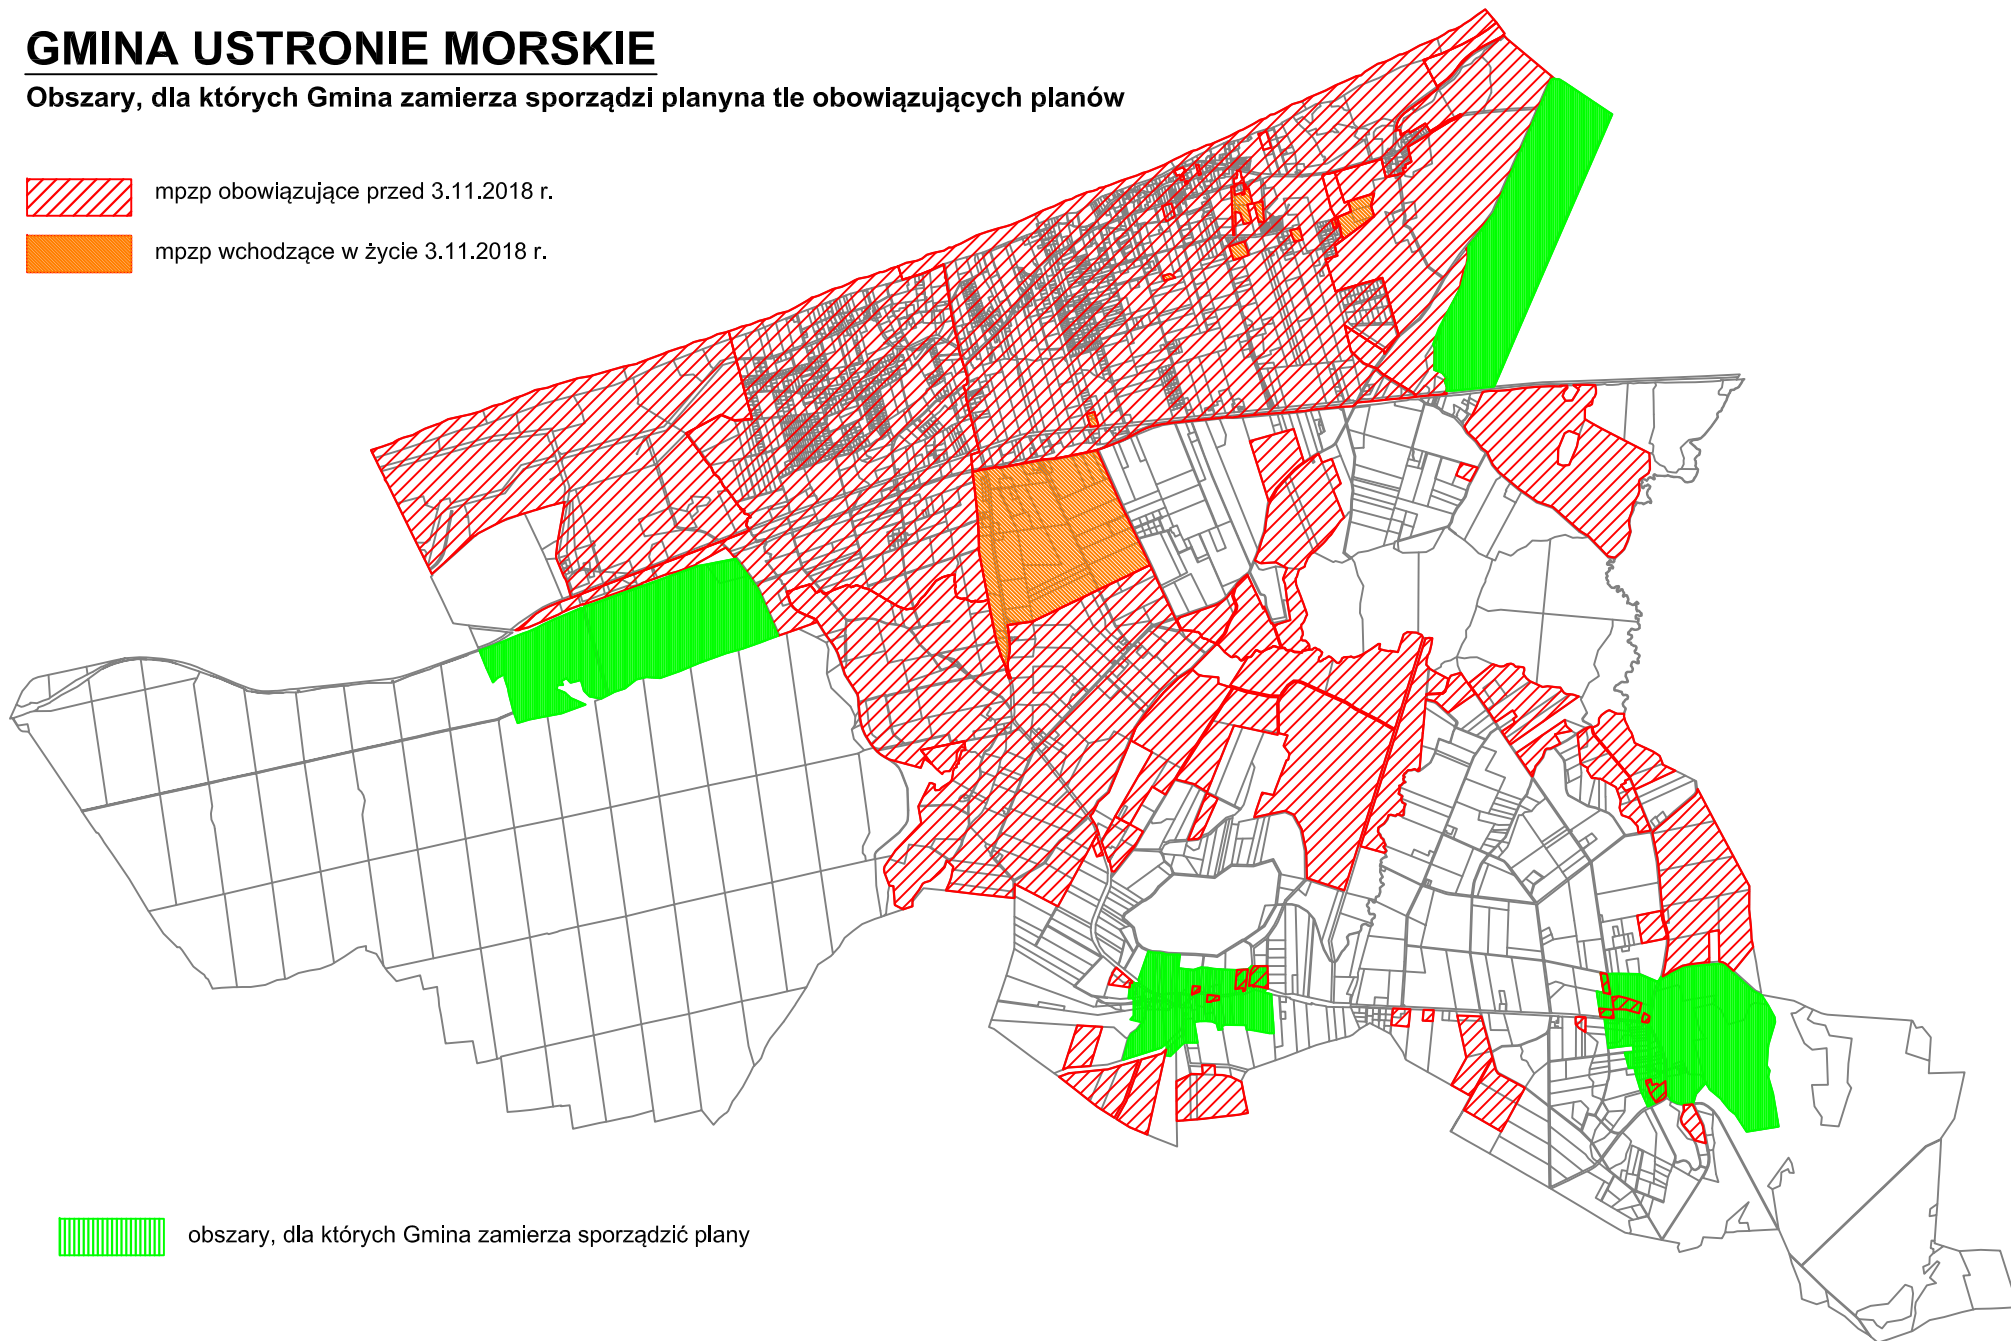 GMINA USTRONIE MORSKIE
Obszary, dla których Gmina zamierza sporządzi planyna tle obowiązujących planów
mpzp obowiązujące przed 3.11.2018 r.
mpzp wchodzące w życie 3.11.2018 r.
obszary, dla których Gmina zamierza sporządzić plany